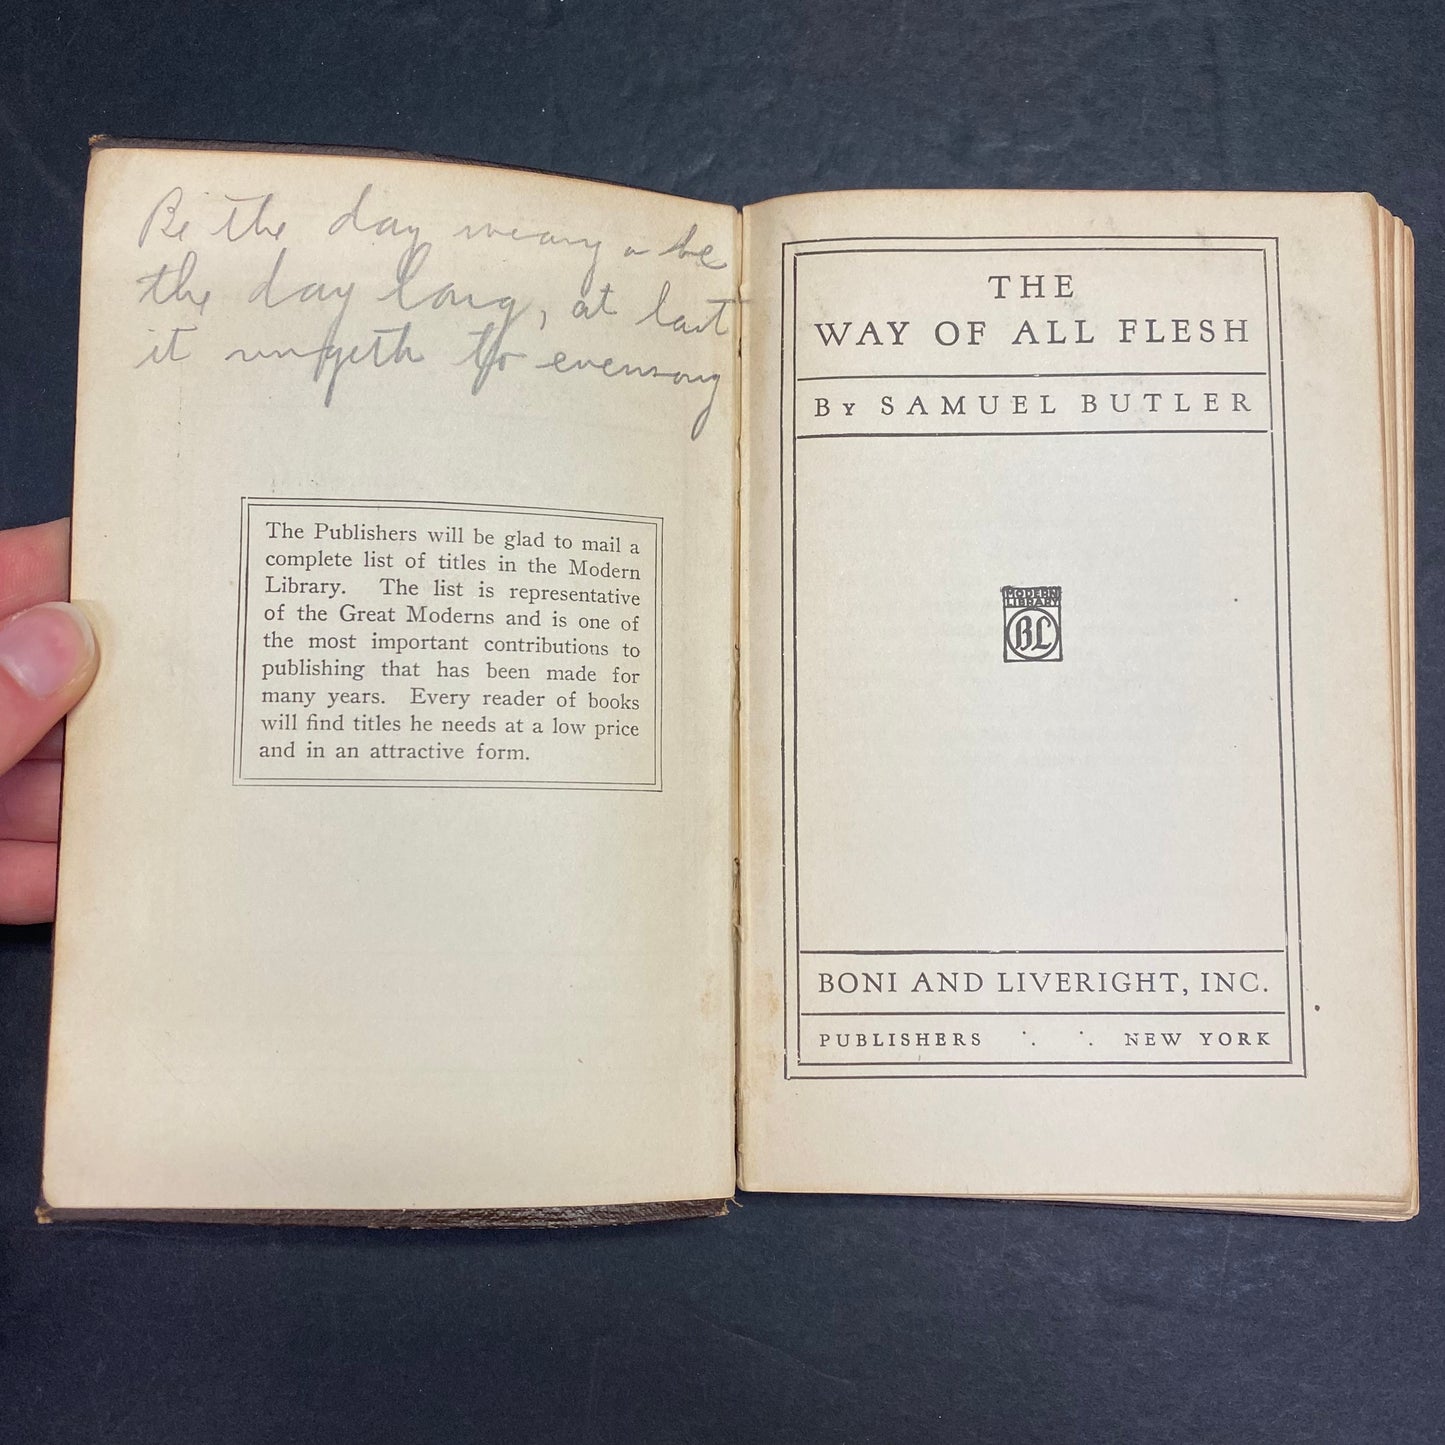 Be the day weary or be
the day long, at last
it ringeth to evensong
The Publishers will be glad to mail a
complete list of titles in the Modern
Library. The list is representative
of the Great Moderns and is one of
the most important contributions to
publishing that has been made for
many years. Every reader of books
will find titles he needs at a low price
and in an attractive form.
THE
WAY OF ALL FLESH
BY SAMUEL BUTLER
MODERN
LIBRARY
BL
BONI AND LIVERIGHT, INC.
PUBLISHERS ∴ ∴ NEW YORK